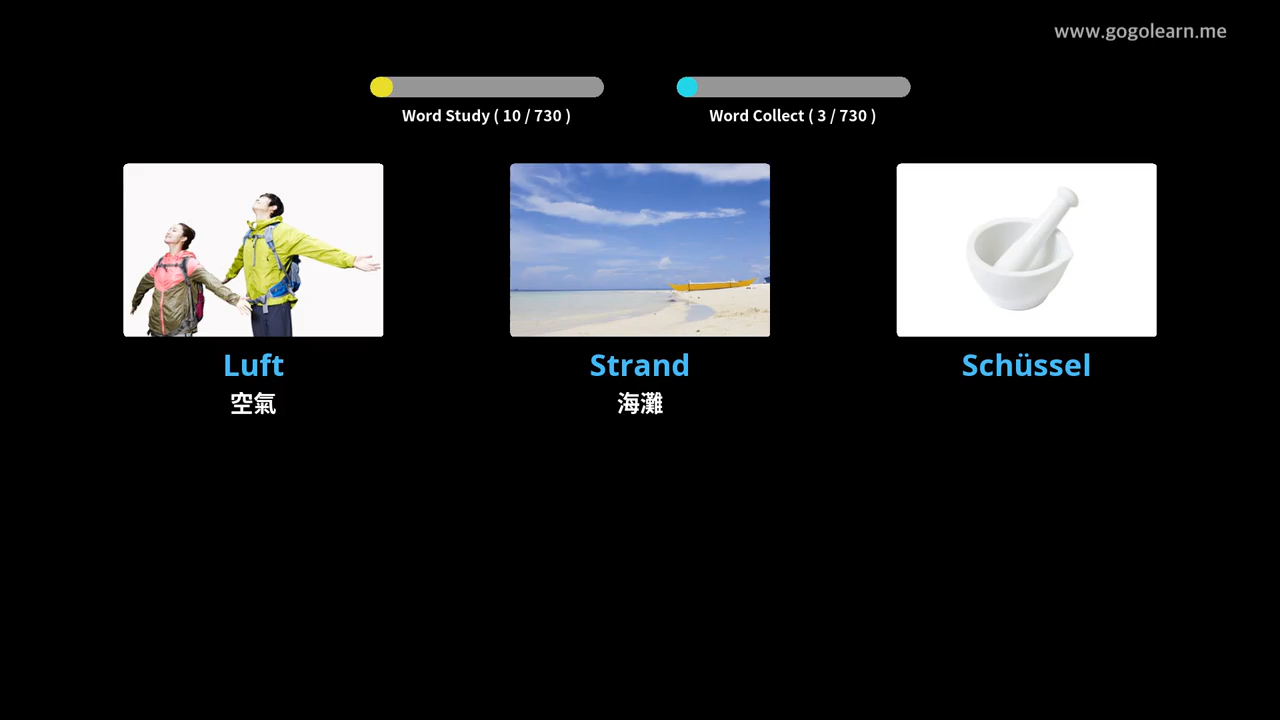 www.gogolearn.me
Word Study ( 10 / 730 )
Word Collect ( 3 / 730 )
Luft
空氣
Strand
海灘
Schüssel